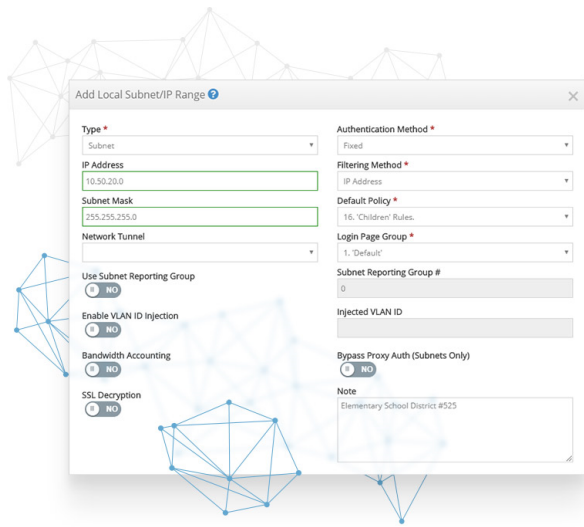 Add Local Subnet/IP Range ?
Type *
Subnet
IP Address
10.50.20.0
Subnet Mask
255.255.255.0
Network Tunnel
Use Subnet Reporting Group
NO
Enable VLAN ID Injection
NO
Bandwidth Accounting
NO
SSL Decryption
NO
Authentication Method *
Fixed
Filtering Method *
IP Address
Default Policy *
16. 'Children' Rules.
Login Page Group *
1. 'Default'
Subnet Reporting Group #
0
Injected VLAN ID
Bypass Proxy Auth (Subnets Only)
NO
Note
Elementary School District #525